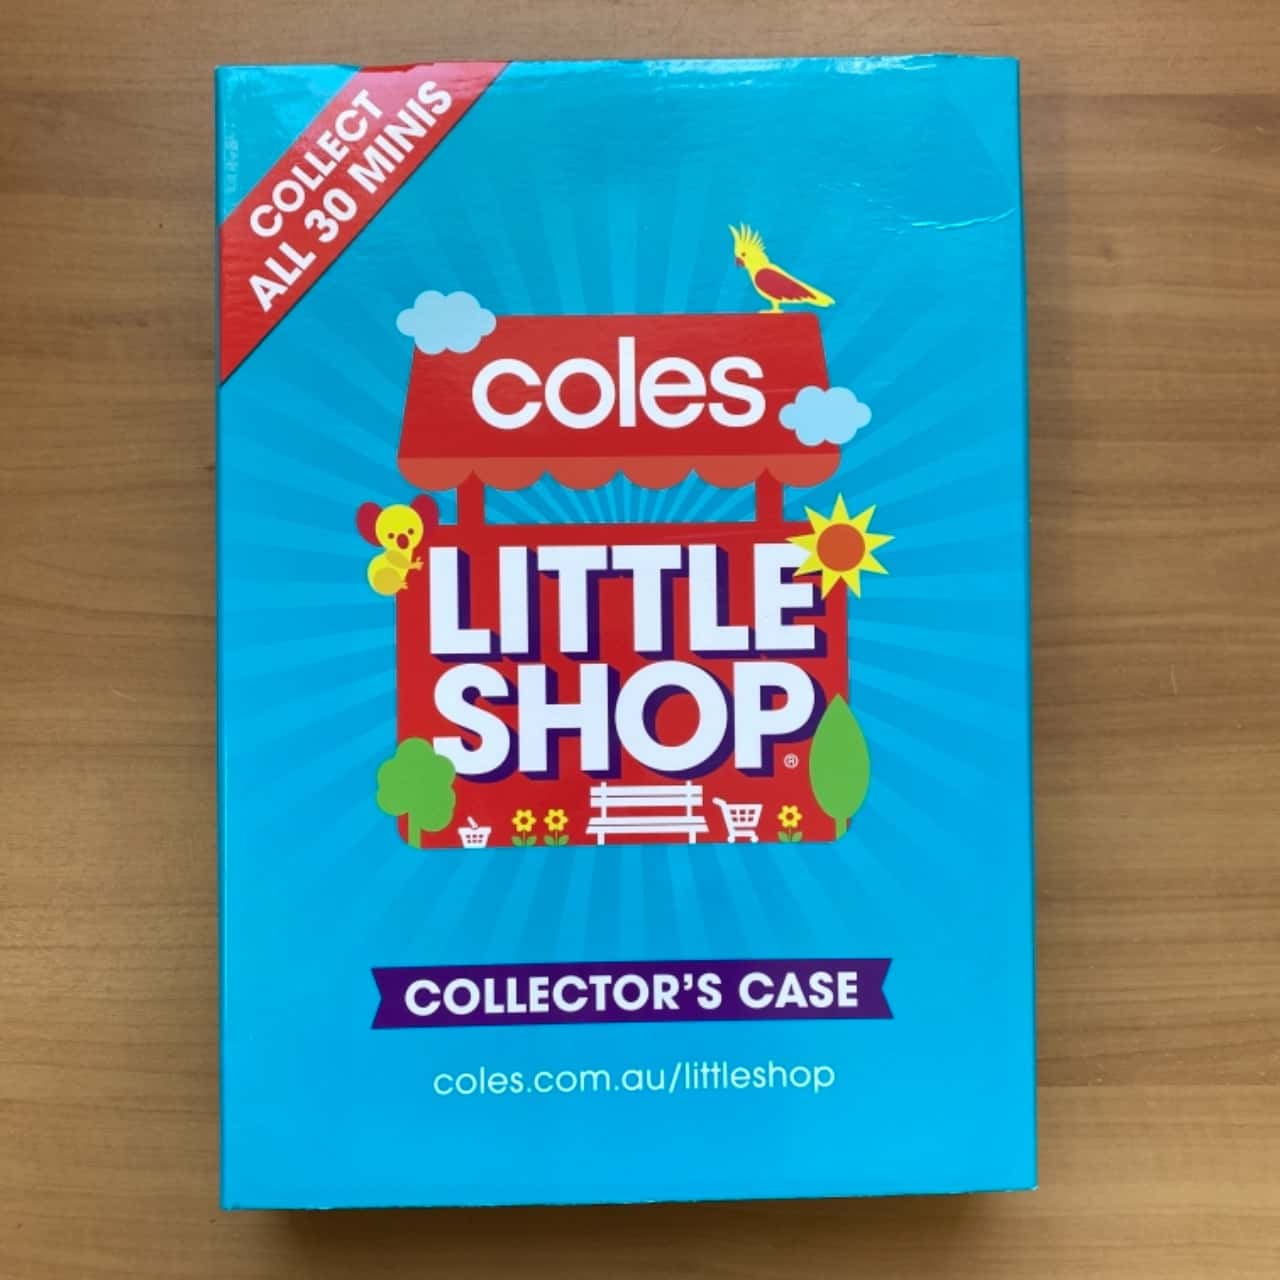 COLLECT
ALL 30 MINIS
coles
LITTLE
SHOP®
COLLECTOR'S CASE
coles.com.au/littleshop